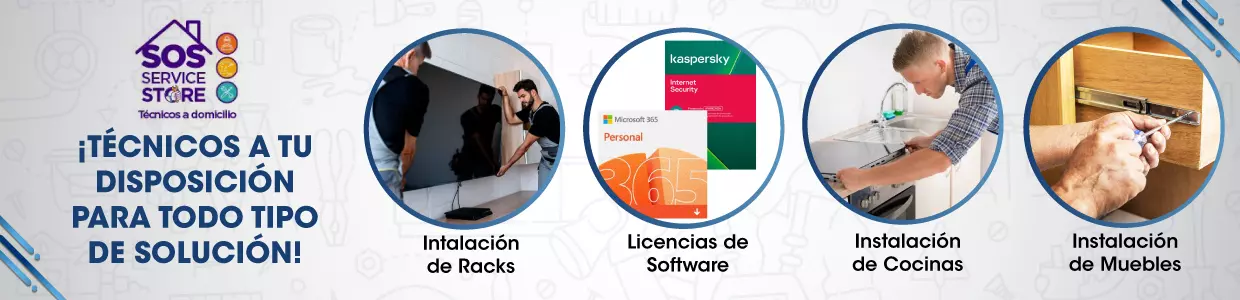 SOS
SERVICE
STORE
Técnicos a domicilio
¡TÉCNICOS A TU
DISPOSICIÓN
PARA TODO TIPO
DE SOLUCIÓN!
Intalación
de Racks
kaspersky
Internet
Security
Microsoft 365
Personal
365
Licencias de
Software
Instalación
de Cocinas
Instalación
de Muebles